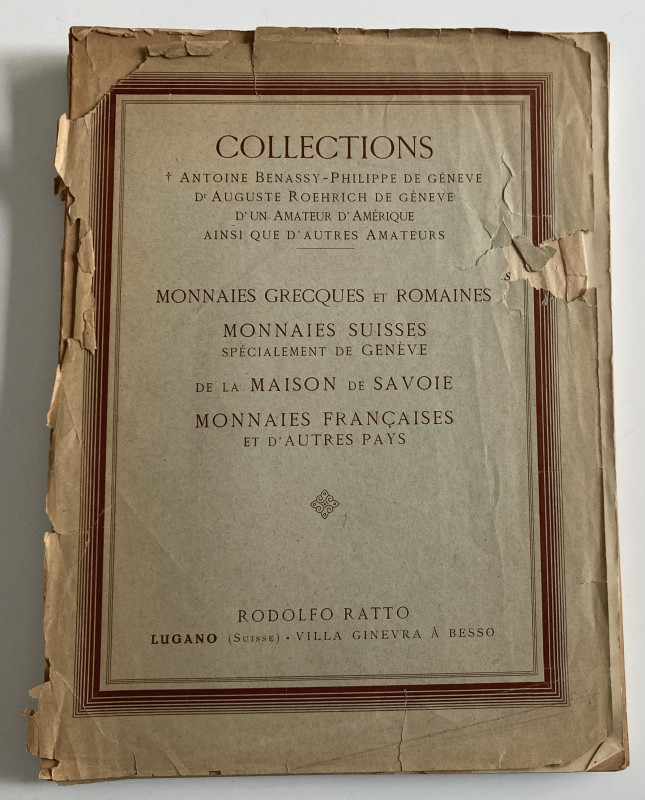 COLLECTIONS
† ANTOINE BENASSY-PHILIPPE DE GENÈVE
Dr AUGUSTE ROEHRICH DE GENÈVE
D'UN AMATEUR D'AMÉRIQUE
AINSI QUE D'AUTRES AMATEURS
S
MONNAIES GRECQUES ET ROMAINES
MONNAIES SUISSES
SPÉCIALEMENT DE GENÈVE
DE LA MAISON DE SAVOIE
MONNAIES FRANÇAISES
ET D'AUTRES PAYS
RODOLFO RATTO
LUGANO (SUISSE) - VILLA GINEVRA À BESSO